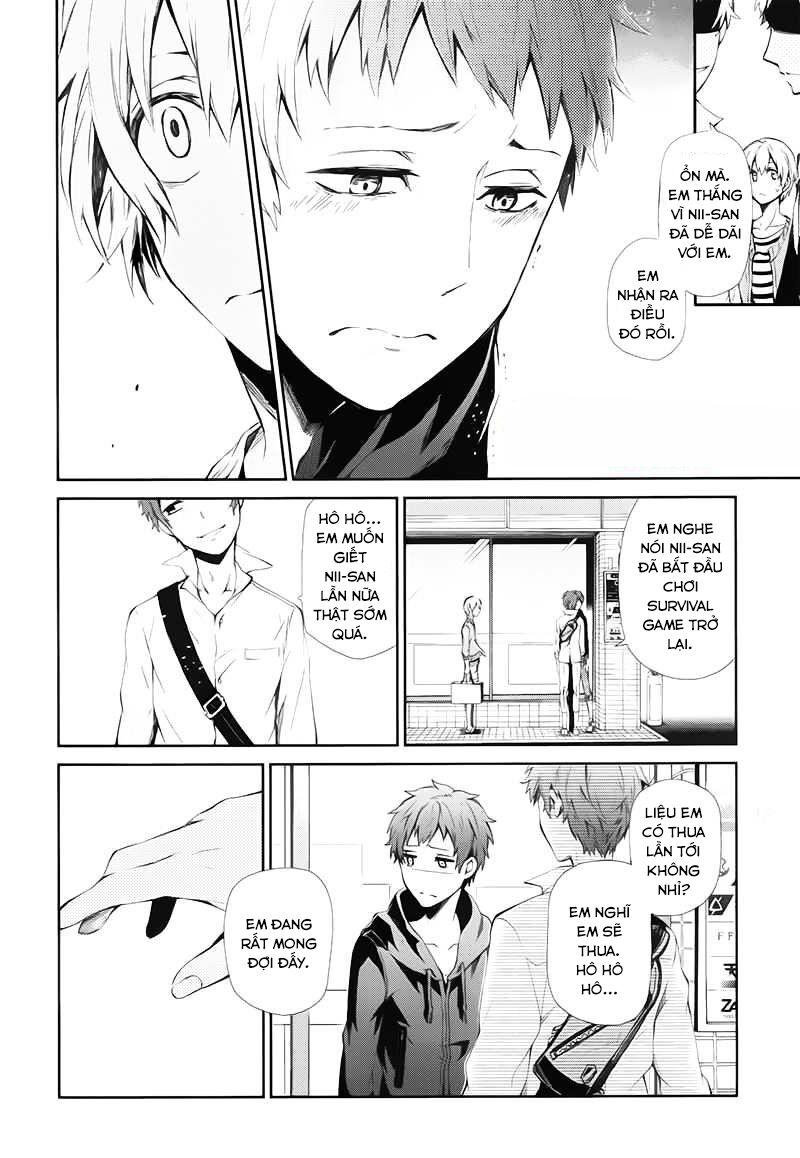 ỔN MÀ.
EM THẮNG
VÌ NII-SAN
ĐÃ DỄ DÃI
VỚI EM.
EM
NHẬN RA
ĐIỀU
ĐÓ RỒI.
EM NGHE
NÓI NII-SAN
ĐÃ BẮT ĐẦU
CHƠI
SURVIVAL
GAME TRỞ
LẠI.
HÔ HÔ...
EM MUỐN
GIẾT
NII-SAN
LẦN NỮA
THẬT SỚM
QUÁ.
LIỆU EM
CÓ THUA
LẦN TỚI
KHÔNG
NHỈ?
EM NGHĨ
EM SẼ
THUA.
HÔ HÔ
HÔ...
FF
ZA
EM ĐANG
RẤT MONG
ĐỢI ĐẤY.